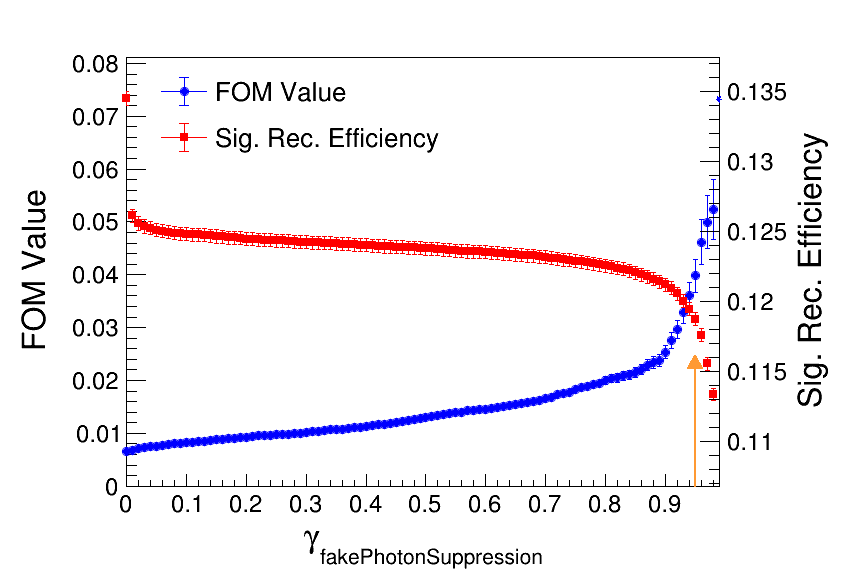 FOM Value
Sig. Rec. Efficiency
0.08
0.07
0.06
0.05
0.04
0.03
0.02
0.01
0
FOM Value
0.135
0.13
0.125
0.12
0.115
0.11
Sig. Rec. Efficiency
0 0.1 0.2 0.3 0.4 0.5 0.6 0.7 0.8 0.9
γ fakePhotonSuppression